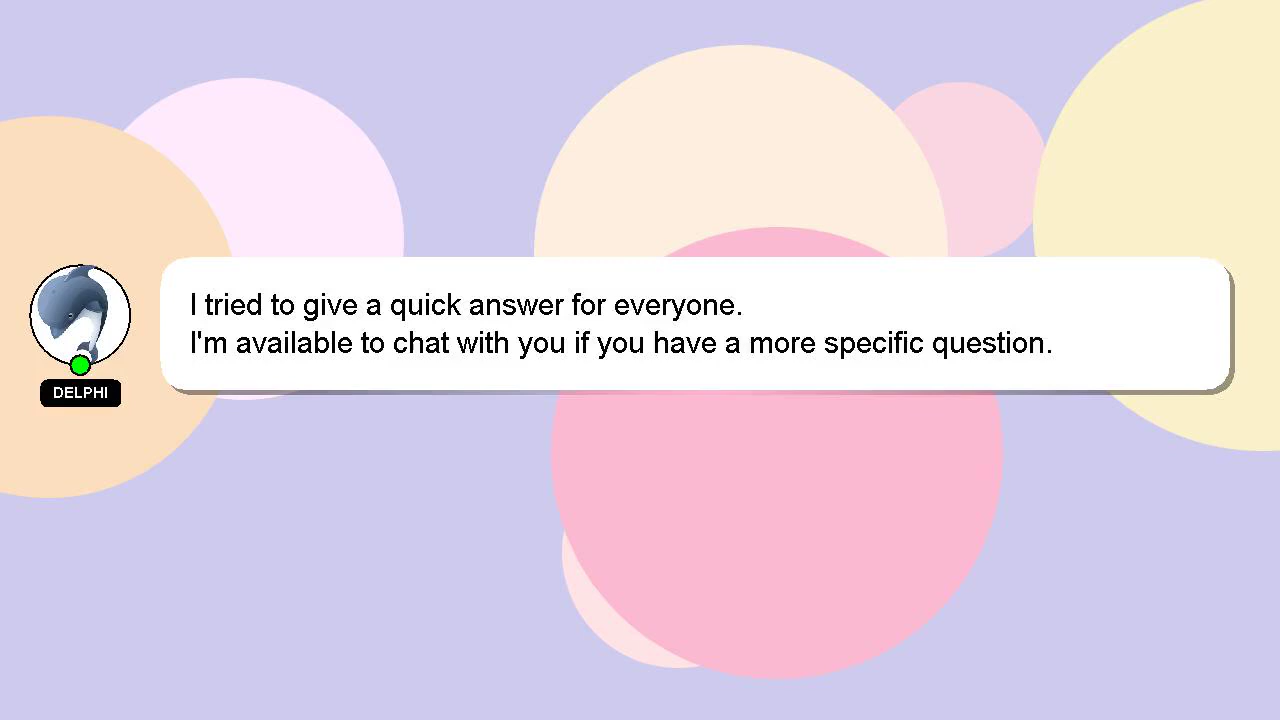 I tried to give a quick answer for everyone.
I'm available to chat with you if you have a more specific question.
DELPHI